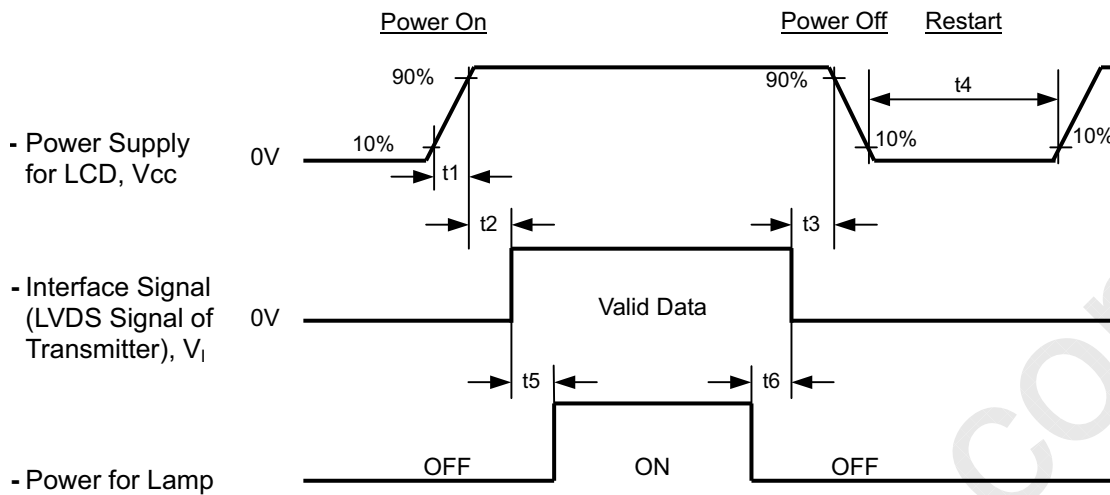 Power On
Power Off
Restart
90%
90%
t4
- Power Supply
for LCD, Vcc
0V
10%
10%
10%
t1
t2
t3
- Interface Signal
(LVDS Signal of
Transmitter), VI
0V
Valid Data
t5
t6
- Power for Lamp
OFF
ON
OFF